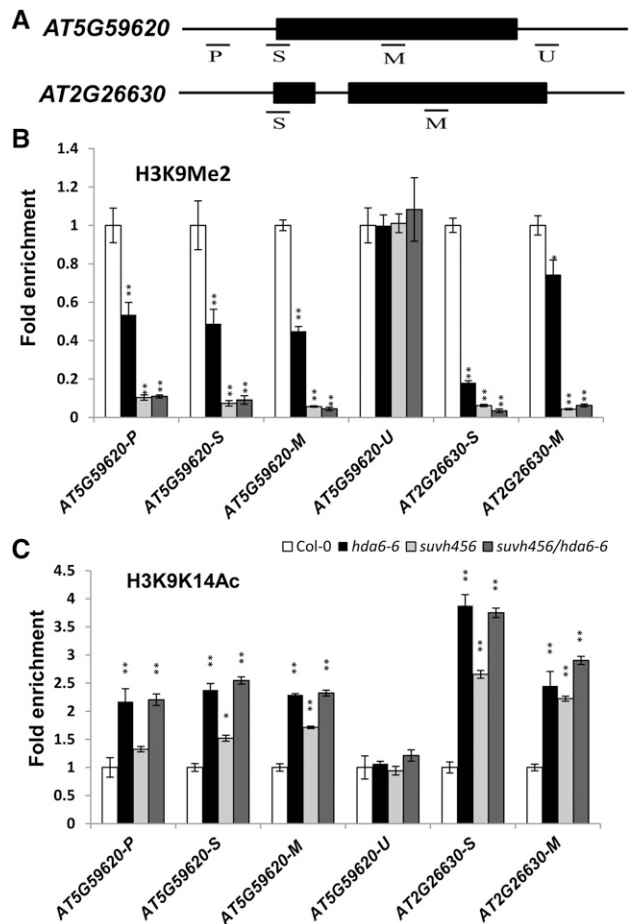 A
AT5G59620
P S M U
AT2G26630
S M
B
H3K9Me2
Fold enrichment
1.4
1.2
1
0.8
0.6
0.4
0.2
0
** ** ** ** ** ** ** ** ** ** ** ** * ** **
AT5G59620-P AT5G59620-S AT5G59620-M AT5G59620-U AT2G26630-S AT2G26630-M
C
Col-0 hda6-6 suvh456 suvh456/hda6-6
H3K9K14Ac
Fold enrichment
4.5
4
3.5
3
2.5
2
1.5
1
0.5
0
** ** ** * ** ** ** ** ** ** ** ** ** **
AT5G59620-P AT5G59620-S AT5G59620-M AT5G59620-U AT2G26630-S AT2G26630-M